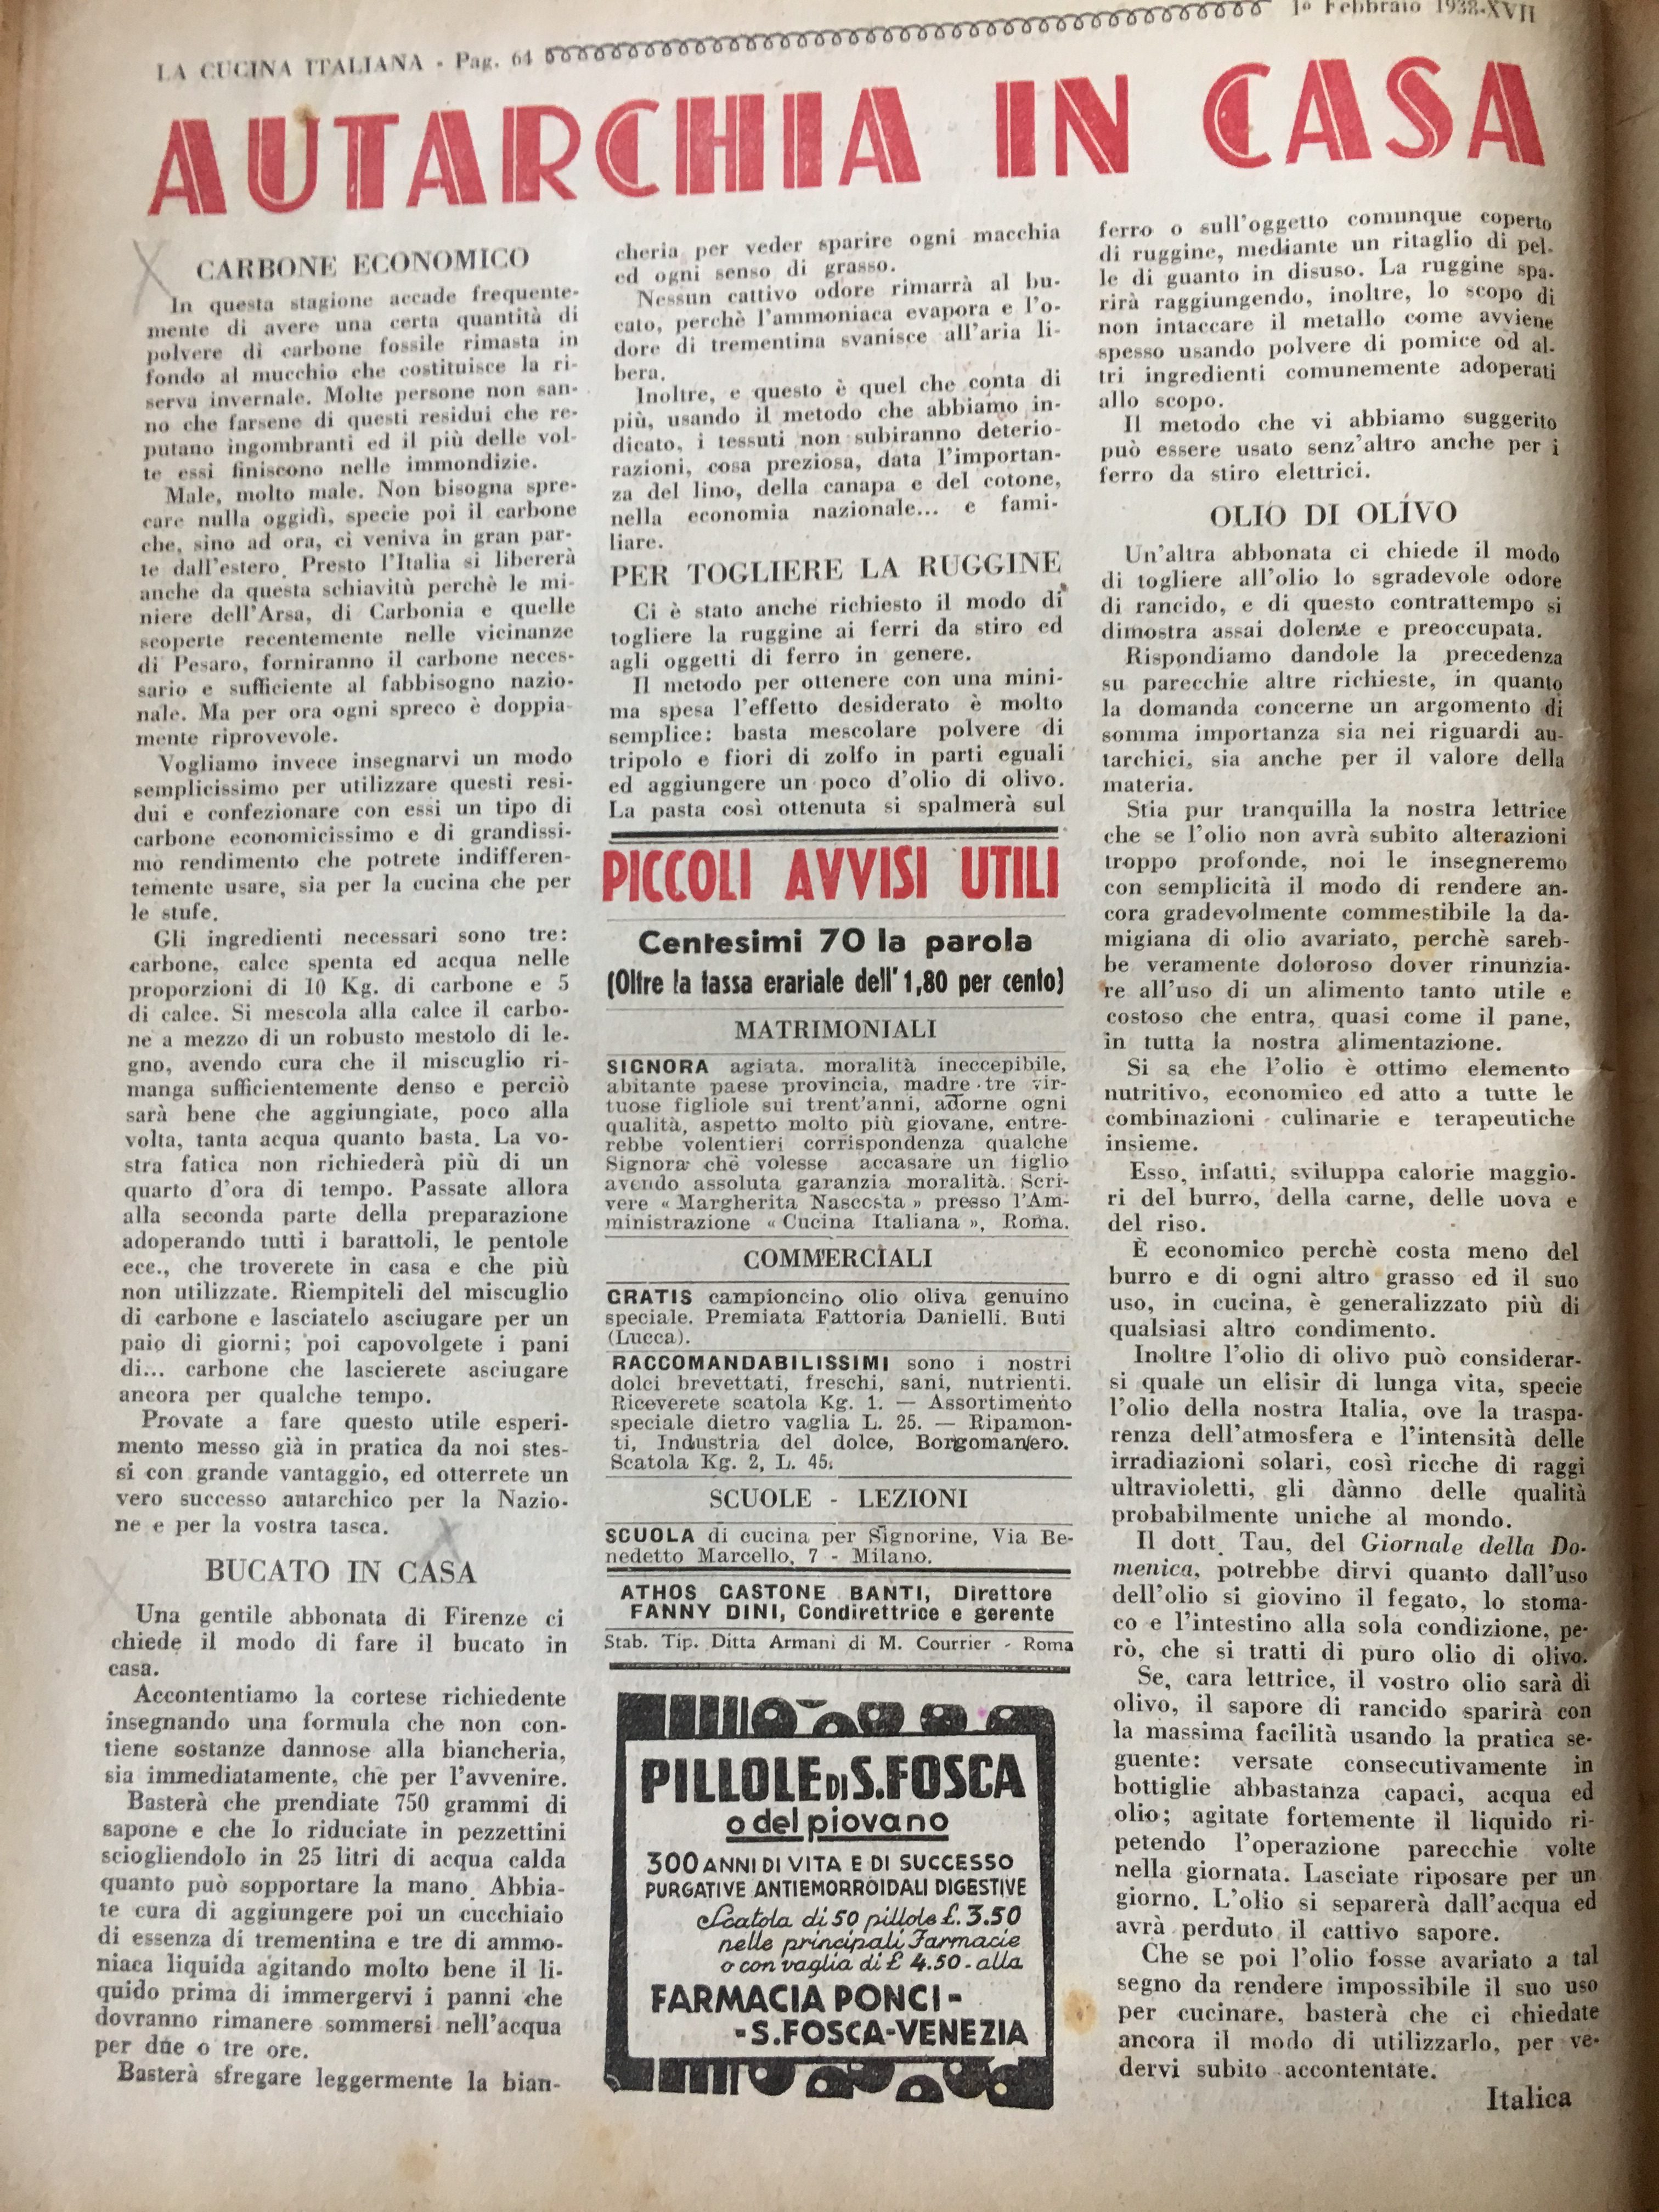 LA CUCINA ITALIANA - Pag. 64
1º Febbraio 1938-XVII
AUTARCHIA IN CASA
CARBONE ECONOMICO
In questa stagione accade frequente-
mente di avere una certa quantità di
polvere di carbone fossile rimasta in
fondo al mucchio che costituisce la ri-
serva invernale. Molte persone non san-
no che farsene di questi residui che re-
putano ingombranti ed il più delle vol-
te essi finiscono nelle immondizie.
Male, molto male. Non bisogna spre-
care nulla oggidì, specie poi il carbone
che, sino ad ora, ci veniva in gran par-
te dall'estero. Presto l'Italia si libererà
anche da questa schiavitù perchè le mi-
niere dell'Arsa, di Carbonia e quelle
scoperte recentemente nelle vicinanze
di Pesaro, forniranno il carbone neces-
sario e sufficiente al fabbisogno nazio-
nale. Ma per ora ogni spreco è doppia-
mente riprovevole.
Vogliamo invece insegnarvi un modo
semplicissimo per utilizzare questi resi-
dui e confezionare con essi un tipo di
carbone economicissimo e di grandissi-
mo rendimento che potrete indifferen-
temente usare, sia per la cucina che per
le stufe.
Gli ingredienti necessari sono tre:
carbone, calce spenta ed acqua nelle
proporzioni di 10 Kg. di carbone e 5
di calce. Si mescola alla calce il carbo-
ne a mezzo di un robusto mestolo di le-
gno, avendo cura che il miscuglio ri-
manga sufficientemente denso e perciò
sarà bene che aggiungiate, poco alla
volta, tanta acqua quanto basta. La vo-
stra fatica non richiederà più di un
quarto d'ora di tempo. Passate allora
alla seconda parte della preparazione
adoperando tutti i barattoli, le pentole
ecc., che troverete in casa e che più
non utilizzate. Riempiteli del miscuglio
di carbone e lasciatelo asciugare per un
paio di giorni; poi capovolgete i pani
di... carbone che lascierete asciugare
ancora per qualche tempo.
Provate a fare questo utile esperi-
mento messo già in pratica da noi stes-
si con grande vantaggio, ed otterrete un
vero successo autarchico per la Nazio-
ne e per la vostra tasca.
BUCATO IN CASA
Una gentile abbonata di Firenze ci
chiede il modo di fare il bucato in
casa.
Accontentiamo la cortese richiedente
insegnando una formula che non con-
tiene sostanze dannose alla biancheria,
sia immediatamente, che per l'avvenire.
Basterà che prendiate 750 grammi di
sapone e che lo riduciate in pezzettini
sciogliendolo in 25 litri di acqua calda
quanto può sopportare la mano. Abbia-
te cura di aggiungere poi un cucchiaio
di essenza di trementina e tre di ammo-
niaca liquida agitando molto bene il li-
quido prima di immergervi i panni che
dovranno rimanere sommersi nell'acqua
per due o tre ore.
Basterà sfregare leggermente la bian-
cheria per veder sparire ogni macchia
ed ogni senso di grasso.
Nessun cattivo odore rimarrà al bu-
cato, perchè l'ammoniaca evapora e l'o-
dore di trementina svanisce all'aria li-
bera.
Inoltre, e questo è quel che conta di
più, usando il metodo che abbiamo in-
dicato, i tessuti non subiranno deterio-
razioni, cosa preziosa, data l'importan-
za del lino, della canapa e del cotone,
nella economia nazionale... e fami-
liare.
PER TOGLIERE LA RUGGINE
Ci è stato anche richiesto il modo di
togliere la ruggine ai ferri da stiro ed
agli oggetti di ferro in genere.
Il metodo per ottenere con una mini-
ma spesa l'effetto desiderato è molto
semplice: basta mescolare polvere di
tripolo e fiori di zolfo in parti eguali
ed aggiungere un poco d'olio di olivo.
La pasta così ottenuta si spalmerà sul
PICCOLI AVVISI UTILI
Centesimi 70 la parola
(Oltre la tassa erariale dell' 1,80 per cento)
MATRIMONIALI
SIGNORA agiata. moralità ineccepibile,
abitante paese provincia, madre tre vir-
tuose figliole sui trent'anni, adorne ogni
qualità, aspetto molto più giovane, entre-
rebbe volentieri corrispondenza qualche
Signora chè volesse accasare un figlio
avendo assoluta garanzia moralità. Scri-
vere « Margherita Nascosta » presso l'Am-
ministrazione « Cucina Italiana », Roma.
COMMERCIALI
GRATIS campioncino olio oliva genuino
speciale. Premiata Fattoria Danielli. Buti
(Lucca).
RACCOMANDABILISSIMI sono i nostri
dolci brevettati, freschi, sani, nutrienti.
Riceverete scatola Kg. 1. — Assortimento
speciale dietro vaglia L. 25. — Ripamon-
ti, Industria del dolce, Borgomanero.
Scatola Kg. 2, L. 45.
SCUOLE - LEZIONI
SCUOLA di cucina per Signorine, Via Be-
nedetto Marcello, 7 - Milano.
ATHOS CASTONE BANTI, Direttore
FANNY DINI, Condirettrice e gerente
Stab. Tip. Ditta Armani di M. Courrier - Roma
PILLOLE DI S. FOSCA
o del piovano
300 ANNI DI VITA E DI SUCCESSO
PURGATIVE ANTIEMORROIDALI DIGESTIVE
Scatola di 50 pillole £. 3.50
nelle principali Farmacie
o con vaglia di £ 4.50 - alla
FARMACIA PONCI -
- S. FOSCA - VENEZIA
ferro o sull'oggetto comunque coperto
di ruggine, mediante un ritaglio di pel-
le di guanto in disuso. La ruggine spa-
rirà raggiungendo, inoltre, lo scopo di
non intaccare il metallo come avviene
spesso usando polvere di pomice od al-
tri ingredienti comunemente adoperati
allo scopo.
Il metodo che vi abbiamo suggerito
può essere usato senz'altro anche per i
ferro da stiro elettrici.
OLIO DI OLIVO
Un'altra abbonata ci chiede il modo
di togliere all'olio lo sgradevole odore
di rancido, e di questo contrattempo si
dimostra assai dolente e preoccupata.
Rispondiamo dandole la precedenza
su parecchie altre richieste, in quanto
la domanda concerne un argomento di
somma importanza sia nei riguardi au-
tarchici, sia anche per il valore della
materia.
Stia pur tranquilla la nostra lettrice
che se l'olio non avrà subito alterazioni
troppo profonde, noi le insegneremo
con semplicità il modo di rendere an-
cora gradevolmente commestibile la da-
migiana di olio avariato, perchè sareb-
be veramente doloroso dover rinunzia-
re all'uso di un alimento tanto utile e
costoso che entra, quasi come il pane,
in tutta la nostra alimentazione.
Si sa che l'olio è ottimo elemento
nutritivo, economico ed atto a tutte le
combinazioni culinarie e terapeutiche
insieme.
Esso, infatti, sviluppa calorie maggio-
ri del burro, della carne, delle uova e
del riso.
È economico perchè costa meno del
burro e di ogni altro grasso ed il suo
uso, in cucina, è generalizzato più di
qualsiasi altro condimento.
Inoltre l'olio di olivo può considerar-
si quale un elisir di lunga vita, specie
l'olio della nostra Italia, ove la traspa-
renza dell'atmosfera e l'intensità delle
irradiazioni solari, così ricche di raggi
ultravioletti, gli dànno delle qualità
probabilmente uniche al mondo.
Il dott. Tau, del Giornale della Do-
menica, potrebbe dirvi quanto dall'uso
dell'olio si giovino il fegato, lo stoma-
co e l'intestino alla sola condizione, pe-
rò, che si tratti di puro olio di olivo.
Se, cara lettrice, il vostro olio sarà di
olivo, il sapore di rancido sparirà con
la massima facilità usando la pratica se-
guente: versate consecutivamente in
bottiglie abbastanza capaci, acqua ed
olio; agitate fortemente il liquido ri-
petendo l'operazione parecchie volte
nella giornata. Lasciate riposare per un
giorno. L'olio si separerà dall'acqua ed
avrà perduto il cattivo sapore.
Che se poi l'olio fosse avariato a tal
segno da rendere impossibile il suo uso
per cucinare, basterà che ci chiedate
ancora il modo di utilizzarlo, per ve-
dervi subito accontentate.
Italica